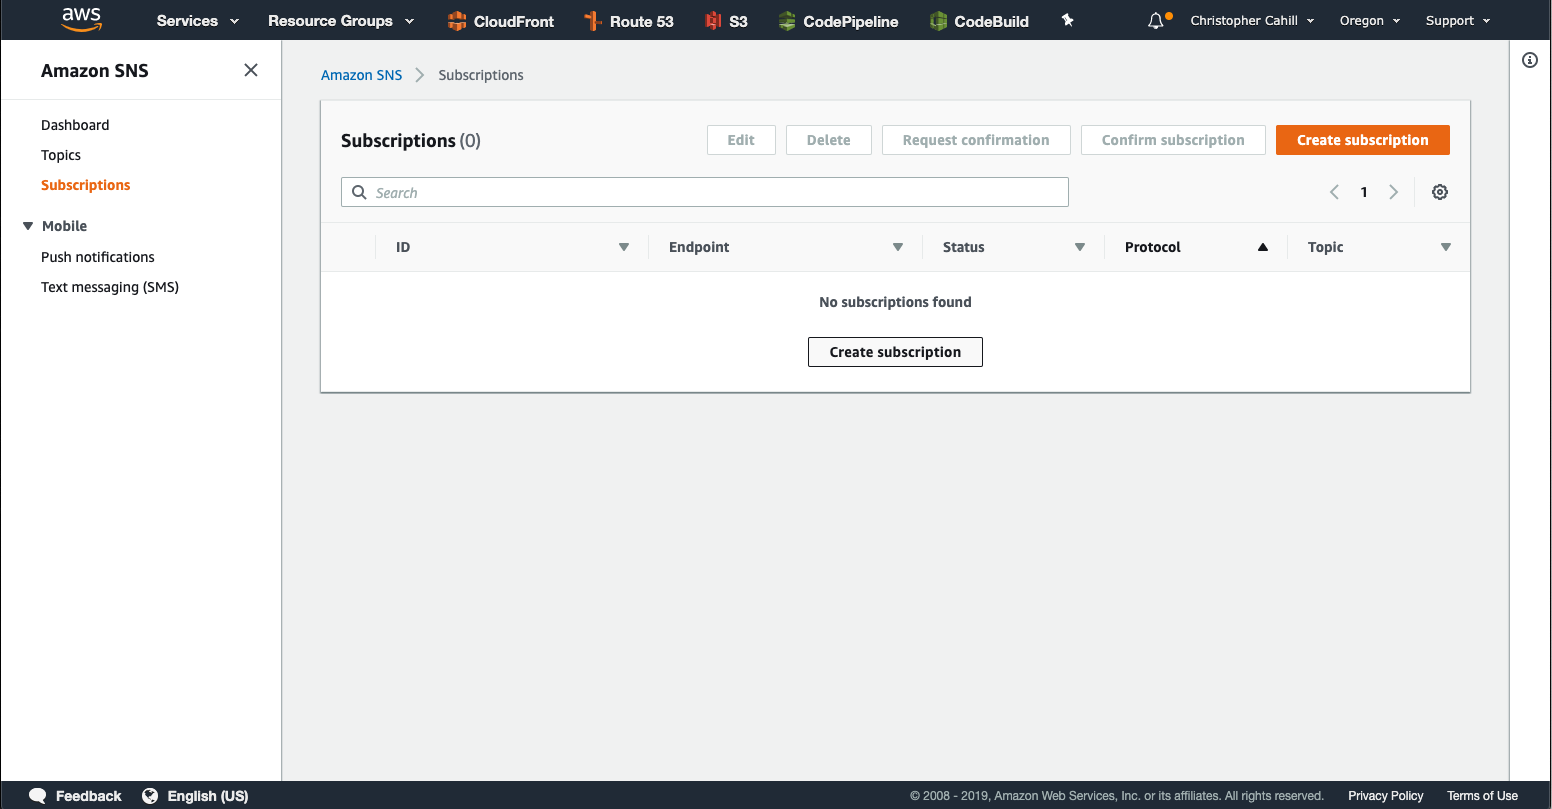 aws Services Resource Groups CloudFront Route 53 S3 CodePipeline CodeBuild Christopher Cahill Oregon Support
Amazon SNS
Dashboard
Topics
Subscriptions
Mobile
Push notifications
Text messaging (SMS)
Amazon SNS Subscriptions
Subscriptions (0) Edit Delete Request confirmation Confirm subscription Create subscription
Search 1
ID Endpoint Status Protocol Topic
No subscriptions found
Create subscription
Feedback English (US) © 2008 - 2019, Amazon Web Services, Inc. or its affiliates. All rights reserved. Privacy Policy Terms of Use